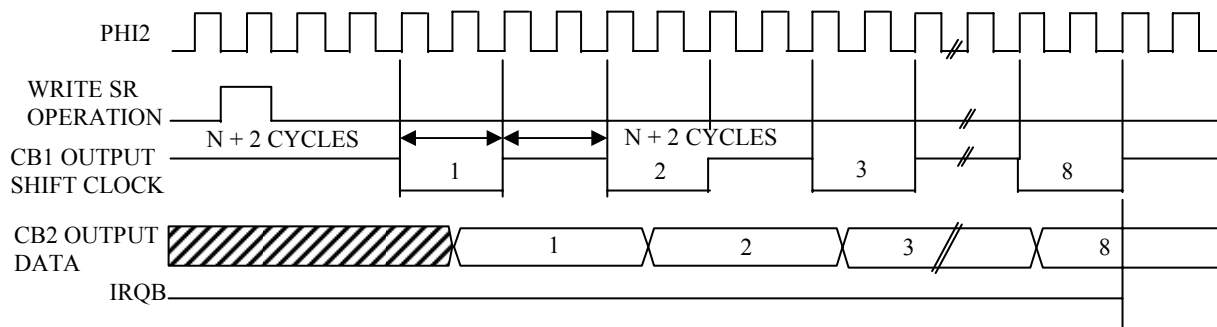 PHI2
WRITE SR
OPERATION
N + 2 CYCLES
N + 2 CYCLES
CB1 OUTPUT
SHIFT CLOCK
1
2
3
8
CB2 OUTPUT
DATA
1
2
3
8
IRQB